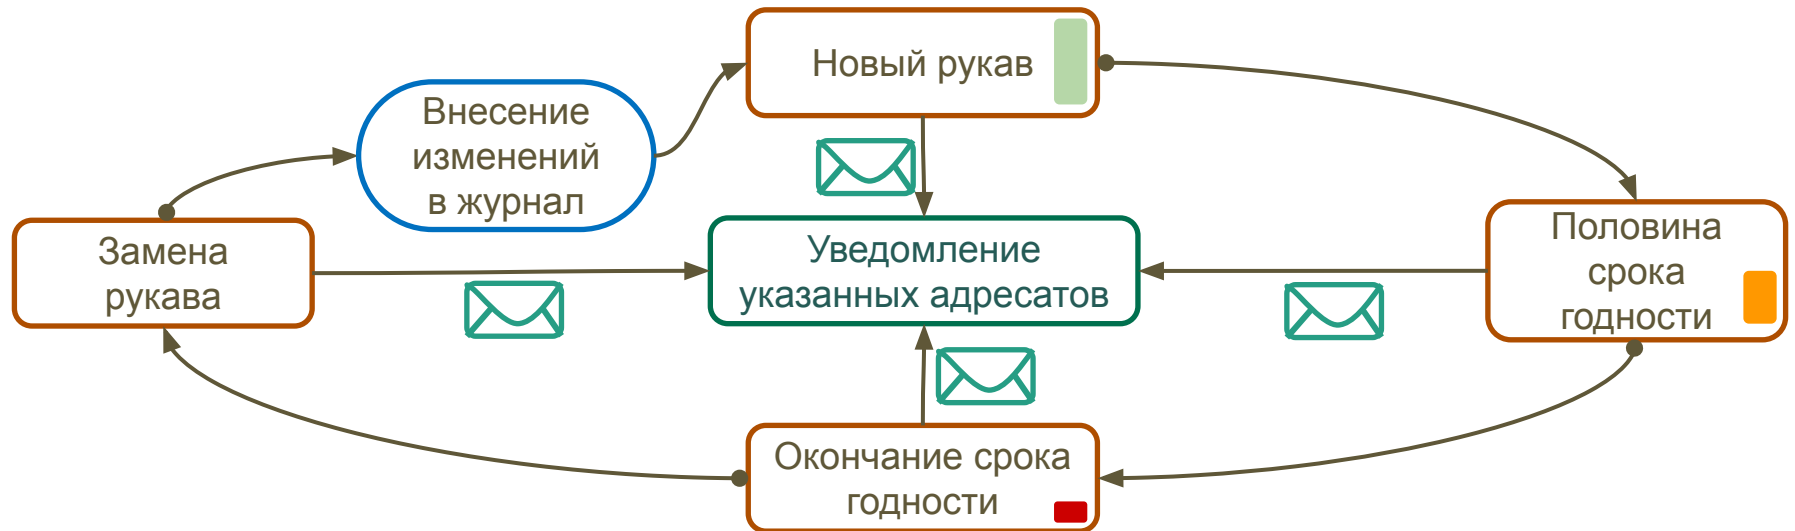 Новый рукав
Внесение
изменений
в журнал
Замена
рукава
Уведомление
указанных адресатов
Половина
срока
годности
Окончание срока
годности